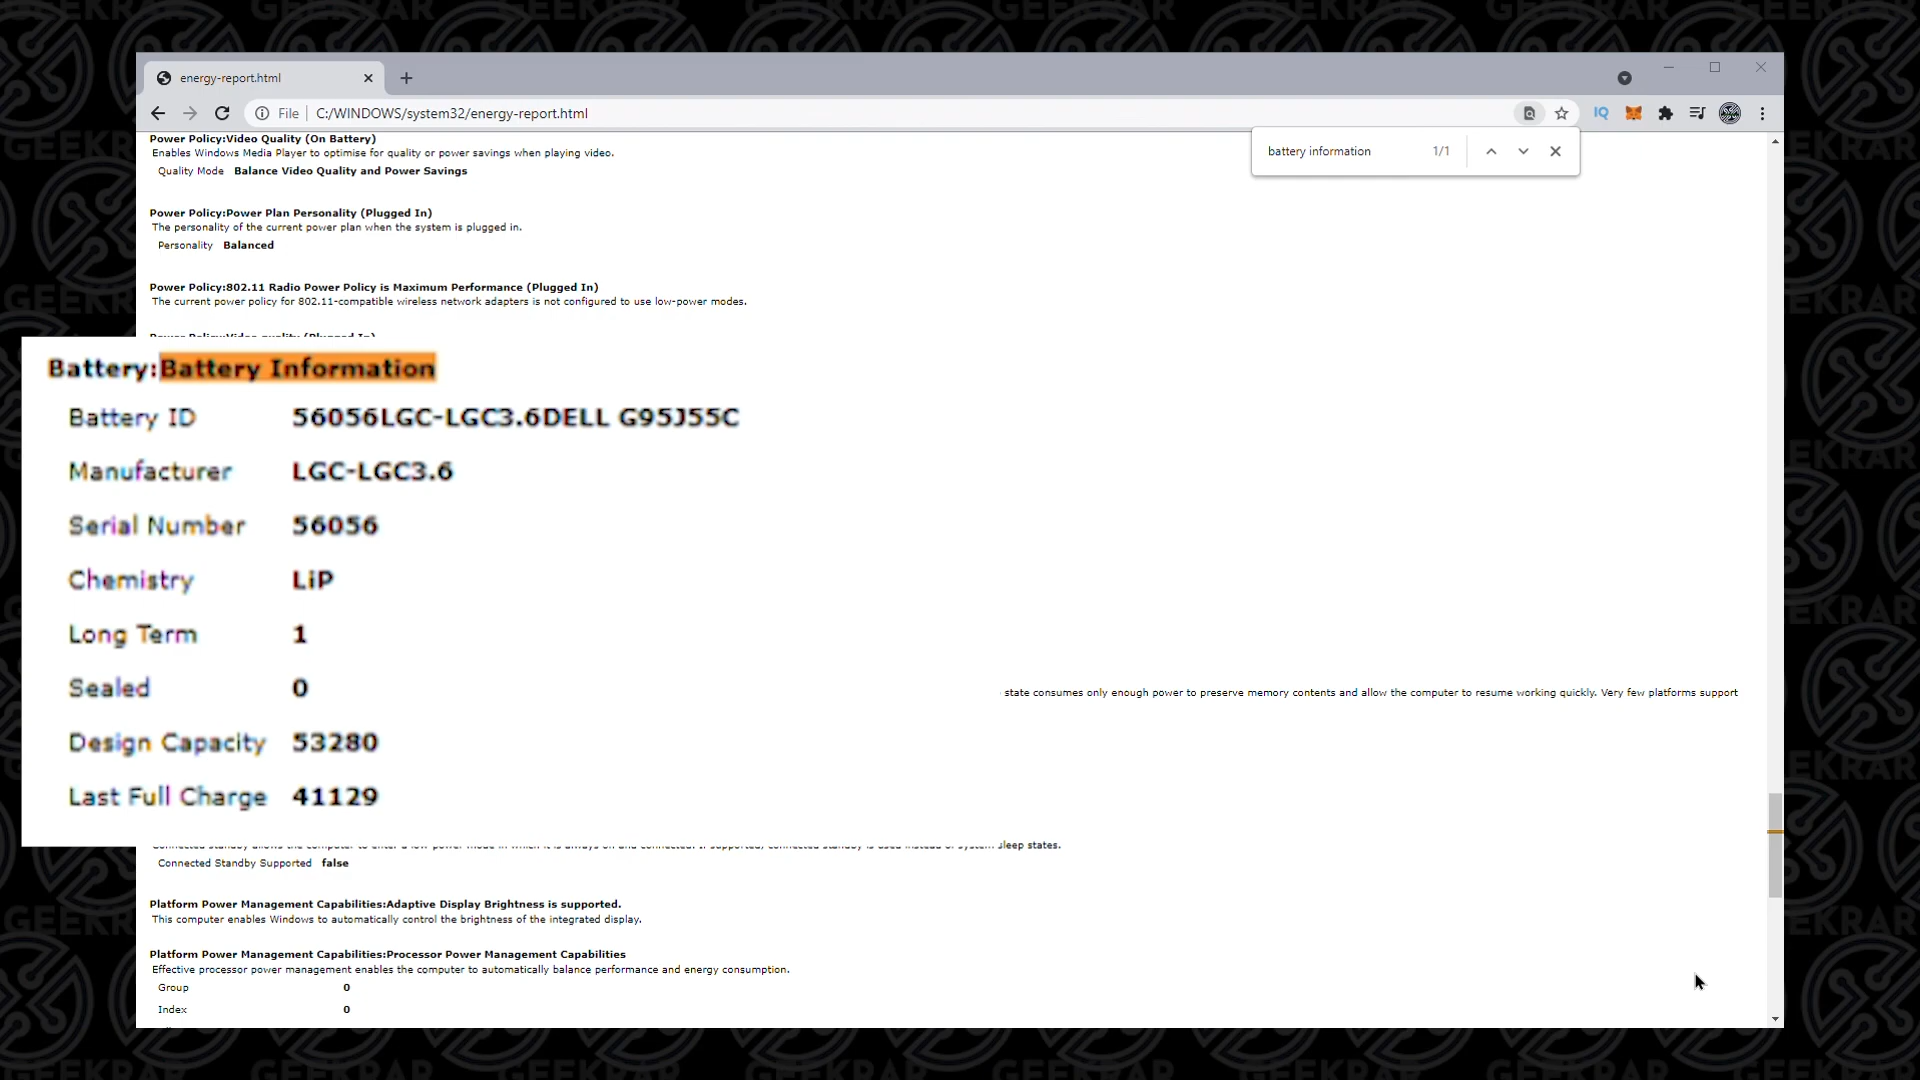 energy-report.html
File
C:/WINDOWS/system32/energy-report.html
IQ
battery information 1/1
Power Policy:Video Quality (On Battery)
Enables Windows Media Player to optimise for quality or power savings when playing video.
Quality Mode Balance Video Quality and Power Savings
Power Policy:Power Plan Personality (Plugged In)
The personality of the current power plan when the system is plugged in.
Personality Balanced
Power Policy:802.11 Radio Power Policy is Maximum Performance (Plugged In)
The current power policy for 802.11-compatible wireless network adapters is not configured to use low-power modes.
Power Policy:Video quality (Plugged In)
Battery:Battery Information
Battery ID 56056LGC-LGC3.6DELL G95J55C
Manufacturer LGC-LGC3.6
Serial Number 56056
Chemistry LiP
Long Term 1
Sealed 0
state consumes only enough power to preserve memory contents and allow the computer to resume working quickly. Very few platforms support
Design Capacity 53280
Last Full Charge 41129
sleep states.
Connected Standby Supported false
Platform Power Management Capabilities:Adaptive Display Brightness is supported.
This computer enables Windows to automatically control the brightness of the integrated display.
Platform Power Management Capabilities:Processor Power Management Capabilities
Effective processor power management enables the computer to automatically balance performance and energy consumption.
Group 0
Index 0
GEEKRAR